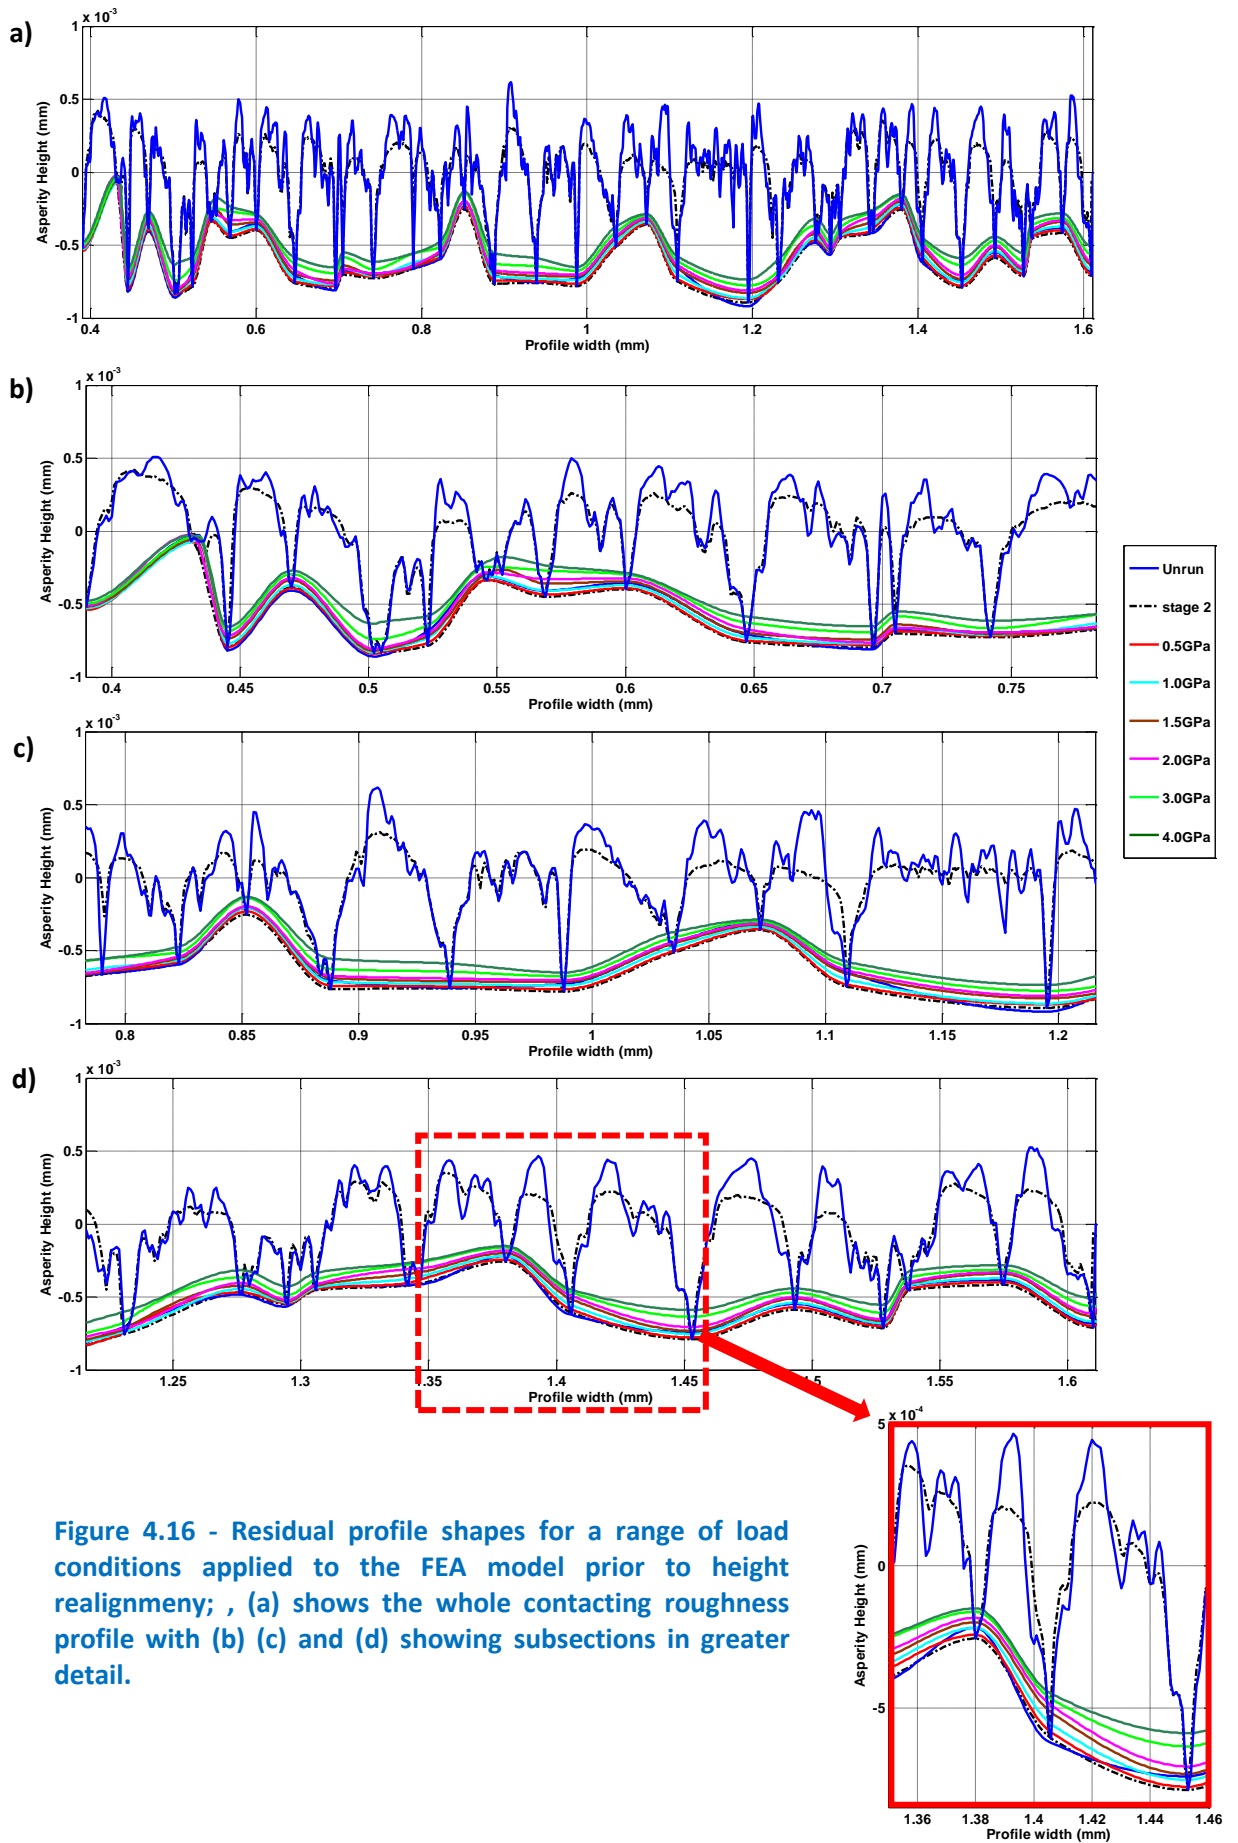 a)
1 x 10-3
0.5
0
-0.5
-1
Asperity Height (mm)
0.4 0.6 0.8 1 1.2 1.4 1.6
Profile width (mm)
b)
1 x 10-3
0.5
0
-0.5
-1
Asperity Height (mm)
0.4 0.45 0.5 0.55 0.6 0.65 0.7 0.75
Profile width (mm)
Unrun
stage 2
0.5GPa
1.0GPa
1.5GPa
2.0GPa
3.0GPa
4.0GPa
c)
1 x 10-3
0.5
0
-0.5
-1
Asperity Height (mm)
0.8 0.85 0.9 0.95 1 1.05 1.1 1.15 1.2
Profile width (mm)
d)
1 x 10-3
0.5
0
-0.5
-1
Asperity Height (mm)
1.25 1.3 1.35 1.4 1.45 1.5 1.55 1.6
Profile width (mm)
5 x 10-4
0
-5
Asperity Height (mm)
1.36 1.38 1.4 1.42 1.44 1.46
Profile width (mm)
Figure 4.16 - Residual profile shapes for a range of load
conditions applied to the FEA model prior to height
realignmeny; , (a) shows the whole contacting roughness
profile with (b) (c) and (d) showing subsections in greater
detail.